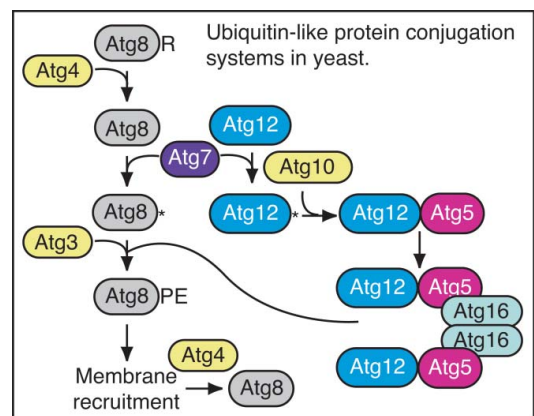 Ubiquitin-like protein conjugation
systems in yeast.
Atg8 R
Atg4
Atg8
Atg12
Atg7
Atg10
Atg8 *
Atg12 *
Atg12 Atg5
Atg3
Atg8 PE
Atg12 Atg5
Atg16
Atg16
Atg12 Atg5
Atg4
Membrane
recruitment
Atg8